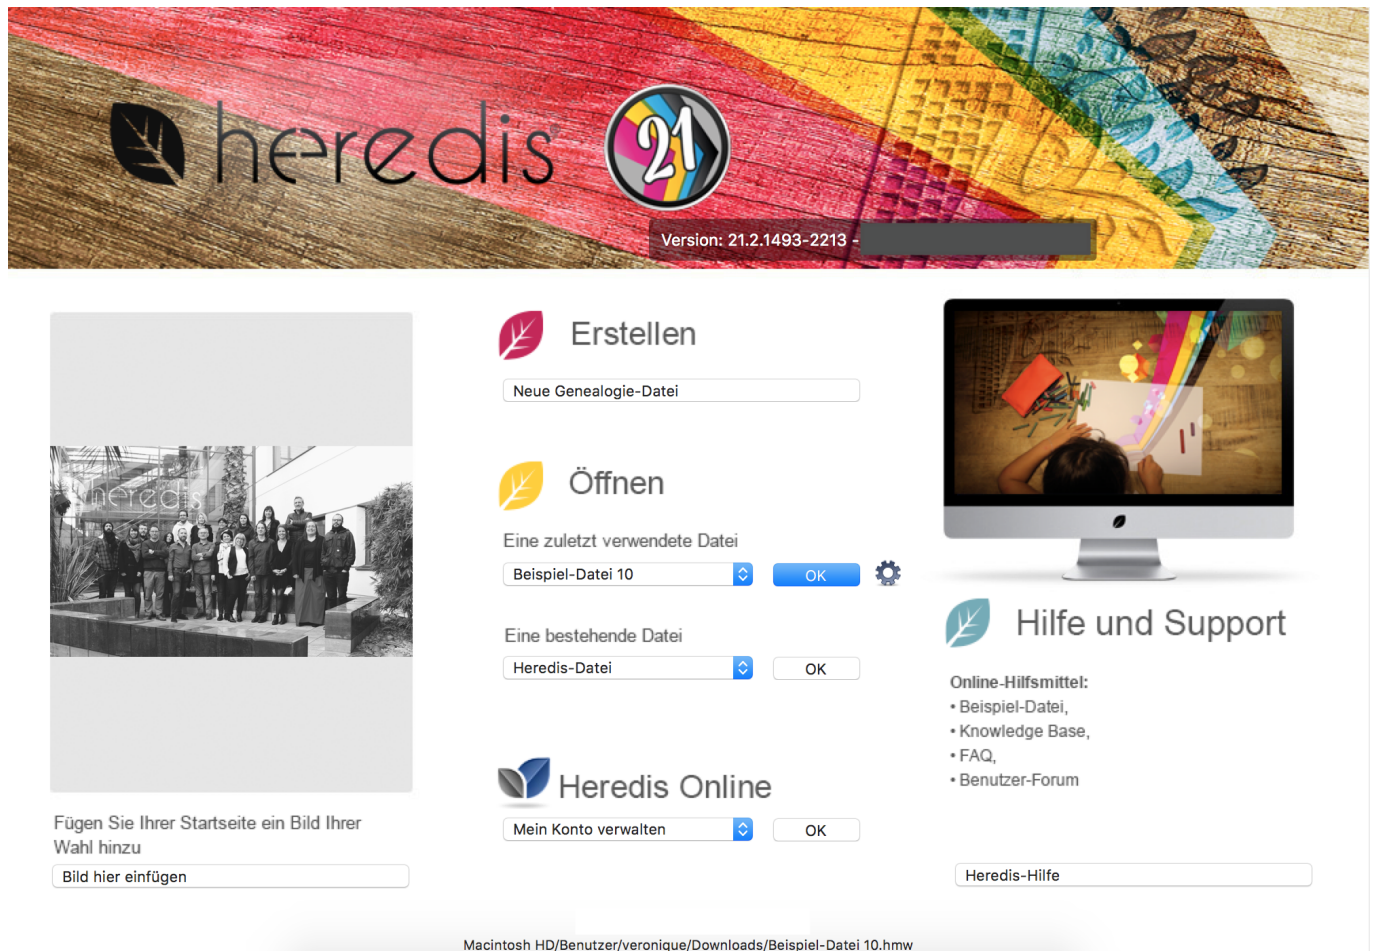 heredis
21
Version: 21.2.1493-2213 -
heredis
Fügen Sie Ihrer Startseite ein Bild Ihrer
Wahl hinzu
Bild hier einfügen
Erstellen
Neue Genealogie-Datei
Öffnen
Eine zuletzt verwendete Datei
Beispiel-Datei 10
OK
Eine bestehende Datei
Heredis-Datei
OK
Heredis Online
Mein Konto verwalten
OK
Hilfe und Support
Online-Hilfsmittel:
• Beispiel-Datei,
• Knowledge Base,
• FAQ,
• Benutzer-Forum
Heredis-Hilfe
Macintosh HD/Benutzer/veronique/Downloads/Beispiel-Datei 10.hmw